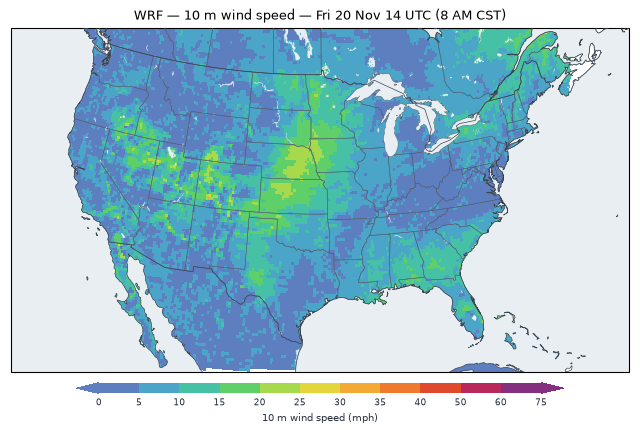 WRF — 10 m wind speed — Fri 20 Nov 14 UTC (8 AM CST)
0 5 10 15 20 25 30 35 40 50 60 75
10 m wind speed (mph)